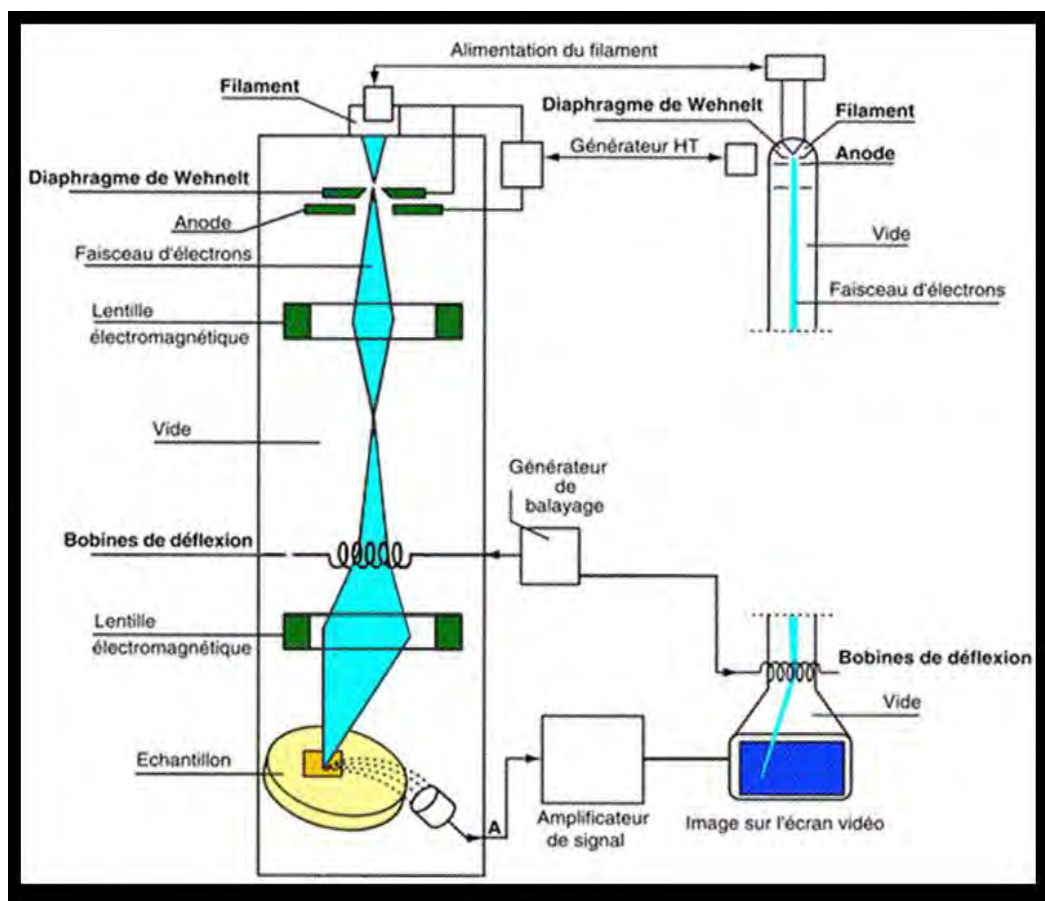 Alimentation du filament
Filament
Diaphragme de Wehnelt
Filament
Générateur HT
Anode
Diaphragme de Wehnelt
Anode
Vide
Faisceau d'électrons
Faisceau d'électrons
Lentille
électromagnétique
Vide
Générateur
de
balayage
Bobines de déflexion
Lentille
électromagnétique
Bobines de déflexion
Vide
Echantillon
A
Amplificateur
de signal
Image sur l'écran vidéo